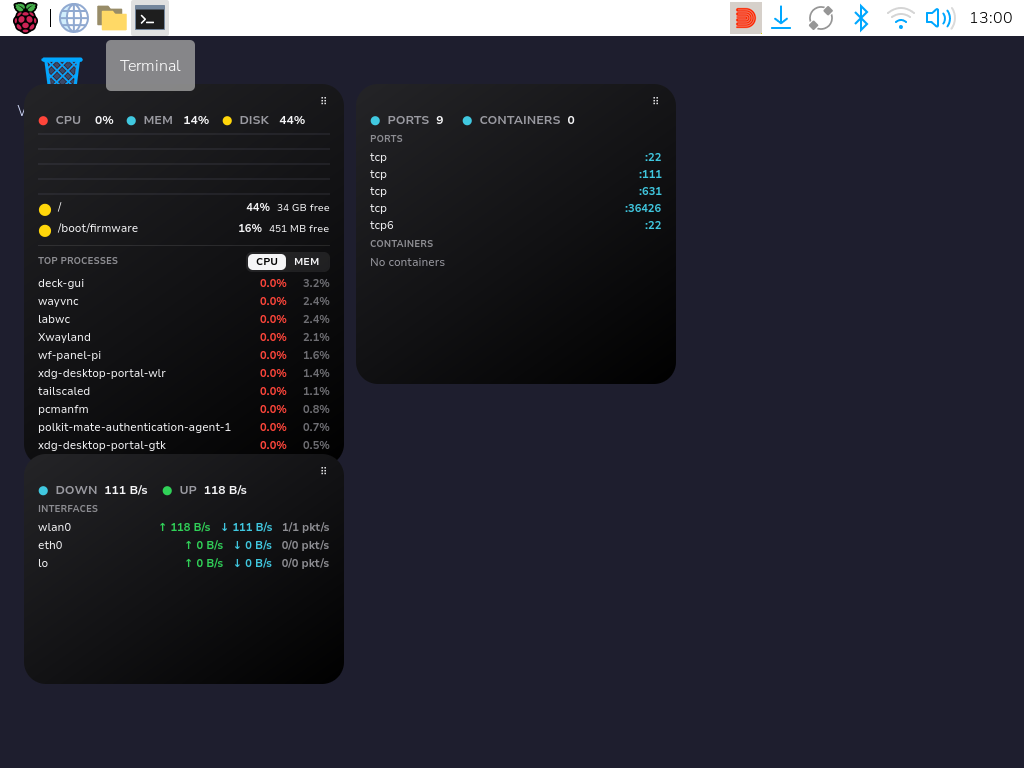 13:00
Terminal
CPU 0% MEM 14% DISK 44%
/ 44% 34 GB free
/boot/firmware 16% 451 MB free
TOP PROCESSES CPU MEM
deck-gui 0.0% 3.2%
wayvnc 0.0% 2.4%
labwc 0.0% 2.4%
Xwayland 0.0% 2.1%
wf-panel-pi 0.0% 1.6%
xdg-desktop-portal-wlr 0.0% 1.4%
tailscaled 0.0% 1.1%
pcmanfm 0.0% 0.8%
polkit-mate-authentication-agent-1 0.0% 0.7%
xdg-desktop-portal-gtk 0.0% 0.5%
DOWN 111 B/s UP 118 B/s
INTERFACES
wlan0 ↑ 118 B/s ↓ 111 B/s 1/1 pkt/s
eth0 ↑ 0 B/s ↓ 0 B/s 0/0 pkt/s
lo ↑ 0 B/s ↓ 0 B/s 0/0 pkt/s
PORTS 9 CONTAINERS 0
PORTS
tcp :22
tcp :111
tcp :631
tcp :36426
tcp6 :22
CONTAINERS
No containers